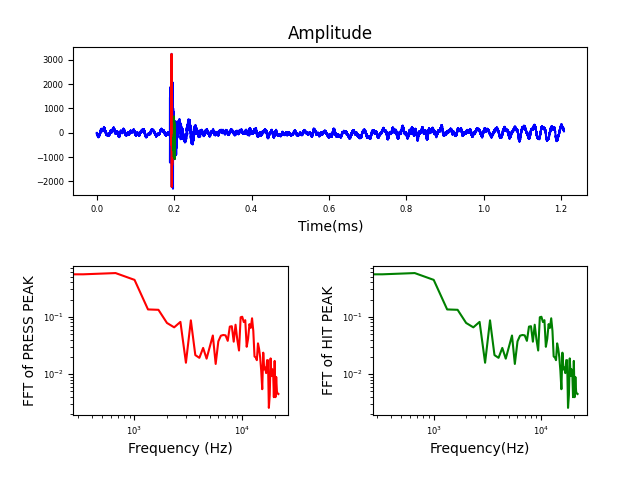 Amplitude
3000
2000
1000
0
−1000
−2000
0.0 0.2 0.4 0.6 0.8 1.0 1.2
Time(ms)
FFT of PRESS PEAK
10⁻¹
10⁻²
10³ 10⁴
Frequency (Hz)
FFT of HIT PEAK
10⁻¹
10⁻²
10³ 10⁴
Frequency(Hz)